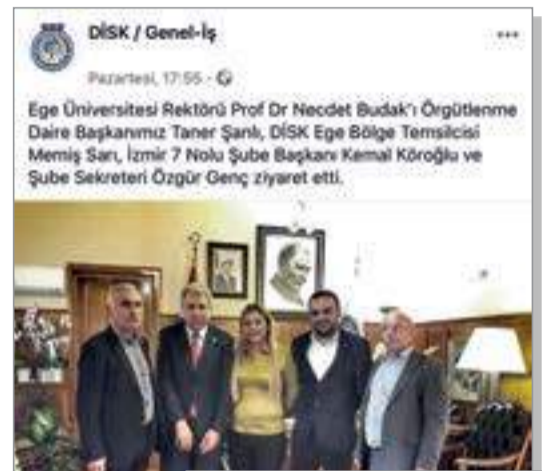 DİSK / Genel-İş
Pazartesi, 17:55 ·
Ege Üniversitesi Rektörü Prof Dr Necdet Budak'ı Örgütlenme
Daire Başkanımız Taner Şanlı, DİSK Ege Bölge Temsilcisi
Memiş Sarı, İzmir 7 Nolu Şube Başkanı Kemal Köroğlu ve
Şube Sekreteri Özgür Genç ziyaret etti.